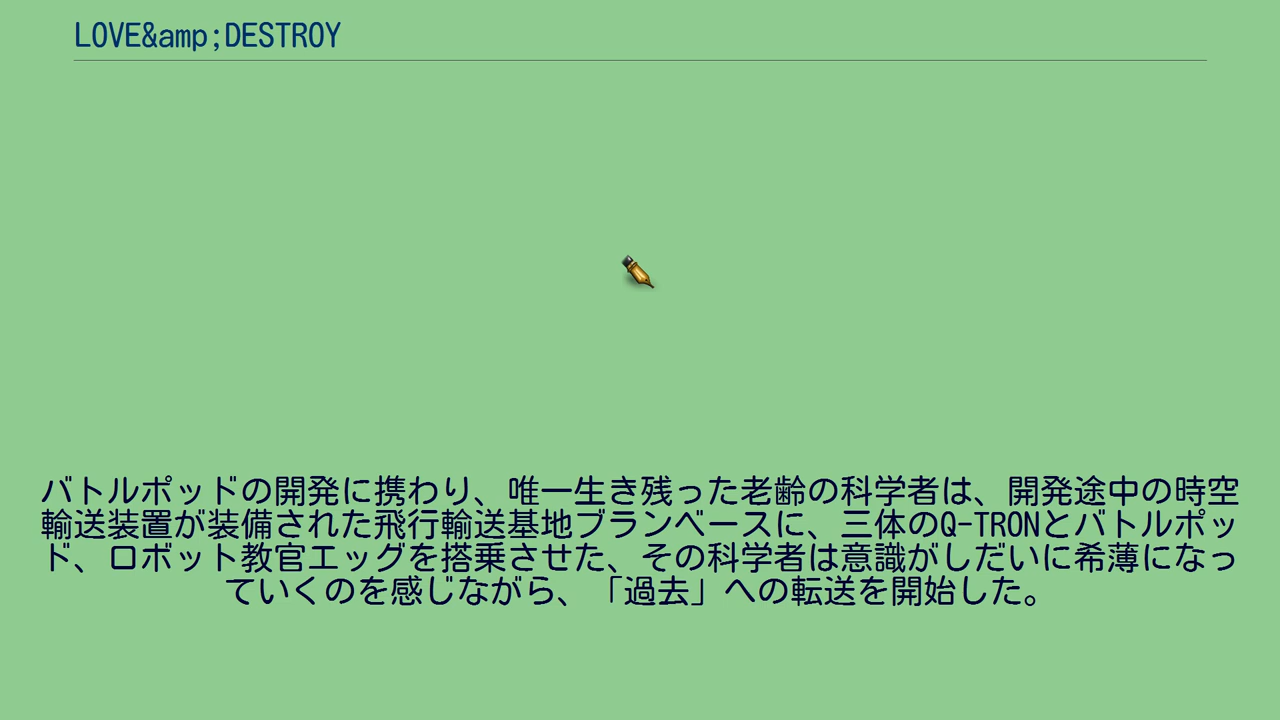 LOVE&amp;DESTROY
バトルポッドの開発に携わり、唯一生き残った老齢の科学者は、開発途中の時空
輸送装置が装備された飛行輸送基地ブランベースに、三体のQ-TRONとバトルポッ
ド、ロボット教官エッグを搭乗させた、その科学者は意識がしだいに希薄になっ
ていくのを感じながら、「過去」への転送を開始した。